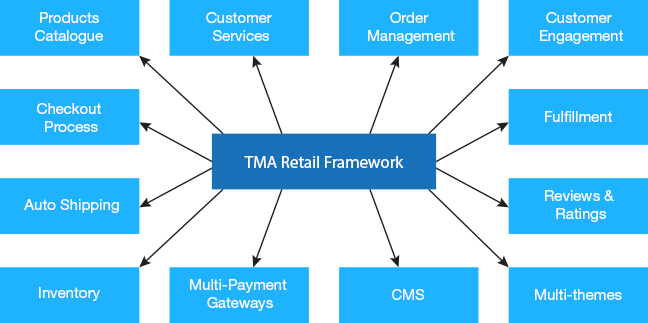 Products
Catalogue
Customer
Services
Order
Management
Customer
Engagement
Checkout
Process
Fulfillment
TMA Retail Framework
Auto Shipping
Reviews &
Ratings
Inventory
Multi-Payment
Gateways
CMS
Multi-themes